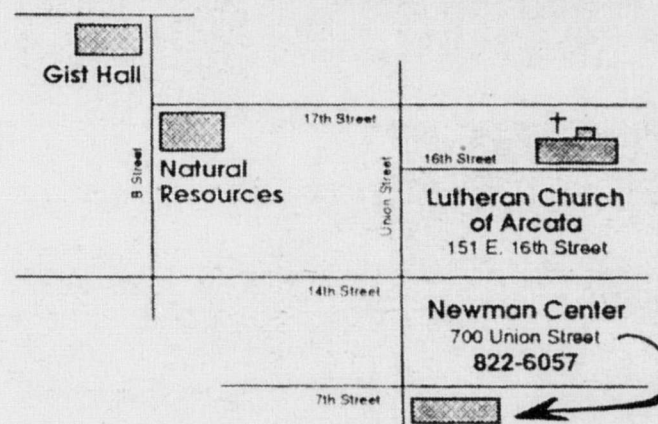 Gist Hall
17th Street
B Street
Natural
Resources
Union Street
16th Street
Lutheran Church
of Arcata
151 E. 16th Street
14th Street
Newman Center
700 Union Street
822-6057
7th Street